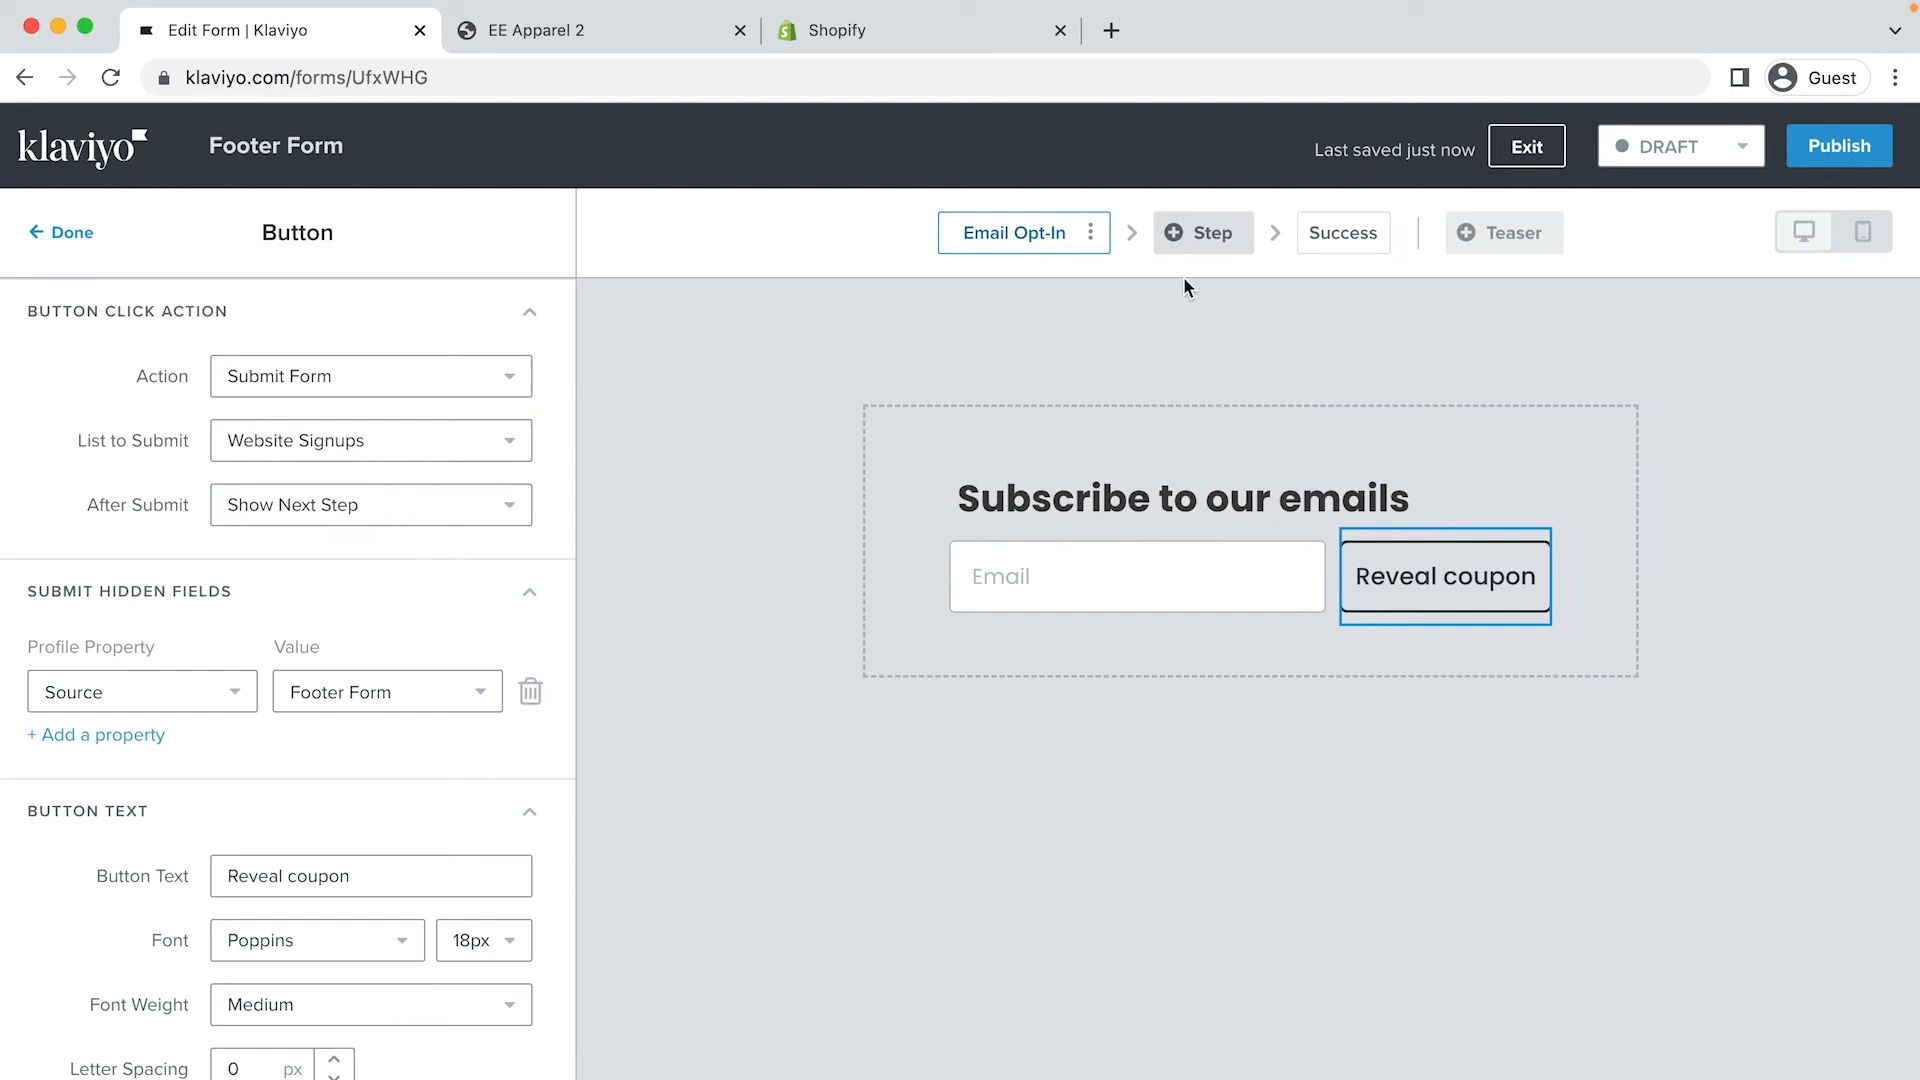 Edit Form | Klaviyo
EE Apparel 2
Shopify
klaviyo.com/forms/UfxWHG
Guest
klaviyo
Footer Form
Last saved just now
Exit
DRAFT
Publish
Done
Button
Email Opt-In
Step
Success
Teaser
BUTTON CLICK ACTION
Action
Submit Form
List to Submit
Website Signups
After Submit
Show Next Step
SUBMIT HIDDEN FIELDS
Profile Property
Value
Source
Footer Form
+ Add a property
BUTTON TEXT
Button Text
Reveal coupon
Font
Poppins
18px
Font Weight
Medium
Letter Spacing
0 px
Subscribe to our emails
Email
Reveal coupon